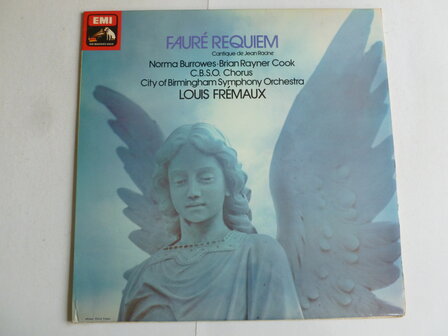 EMI
FAURÉ REQUIEM
Cantique de Jean Racine
Norma Burrowes·Brian Rayner Cook
C.B.S.O. Chorus
City of Birmingham Symphony Orchestra
LOUIS FRÉMAUX